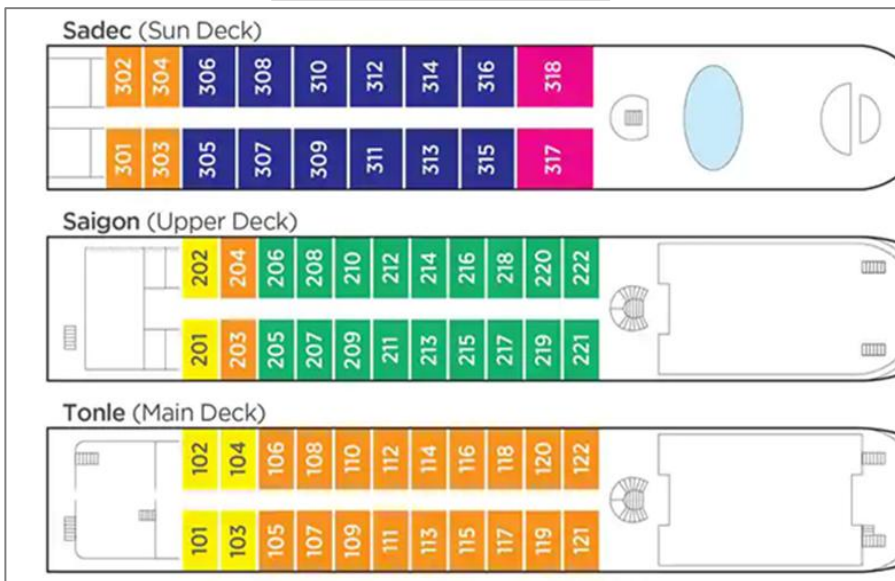 Sadec (Sun Deck)
302 304 306 308 310 312 314 316 318
301 303 305 307 309 311 313 315 317
Saigon (Upper Deck)
202 204 206 208 210 212 214 216 218 220 222
201 203 205 207 209 211 213 215 217 219 221
Tonle (Main Deck)
102 104 106 108 110 112 114 116 118 120 122
101 103 105 107 109 111 113 115 117 119 121